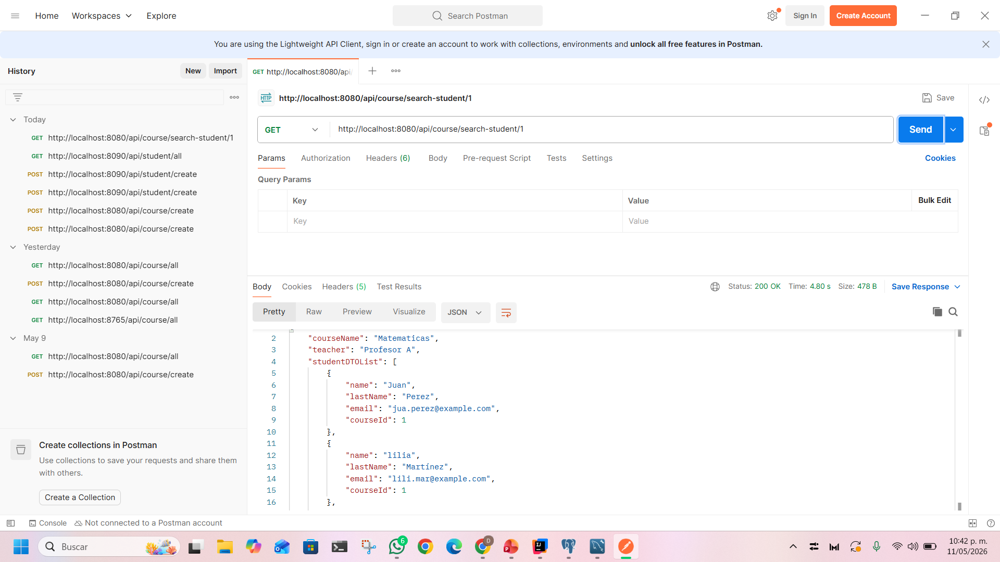 Home
Workspaces
Explore
Search Postman
Sign In
Create Account
You are using the Lightweight API Client, sign in or create an account to work with collections, environments and unlock all free features in Postman.
History
New
Import
GET http://localhost:8080/api/
HTTP http://localhost:8080/api/course/search-student/1
Save
Today
GET http://localhost:8080/api/course/search-student/1
GET http://localhost:8090/api/student/all
POST http://localhost:8090/api/student/create
POST http://localhost:8090/api/student/create
POST http://localhost:8080/api/course/create
POST http://localhost:8080/api/course/create
Yesterday
GET http://localhost:8080/api/course/all
POST http://localhost:8080/api/course/create
GET http://localhost:8080/api/course/all
GET http://localhost:8765/api/course/all
May 9
GET http://localhost:8080/api/course/all
POST http://localhost:8080/api/course/create
Create collections in Postman
Use collections to save your requests and share them
with others.
Create a Collection
GET http://localhost:8080/api/course/search-student/1
Send
Params Authorization Headers (6) Body Pre-request Script Tests Settings
Cookies
Query Params
Key Value Bulk Edit
Key Value
Body Cookies Headers (5) Test Results
Status: 200 OK Time: 4.80 s Size: 478 B
Save Response
Pretty Raw Preview Visualize JSON
2 "courseName": "Matematicas",
3 "teacher": "Profesor A",
4 "studentDTOList": [
5 {
6 "name": "Juan",
7 "lastName": "Perez",
8 "email": "jua.perez@example.com",
9 "courseId": 1
10 },
11 {
12 "name": "lilia",
13 "lastName": "Martínez",
14 "email": "lili.mar@example.com",
15 "courseId": 1
16 },
Console
Not connected to a Postman account
Buscar
6
D
10:42 p. m.
11/05/2026